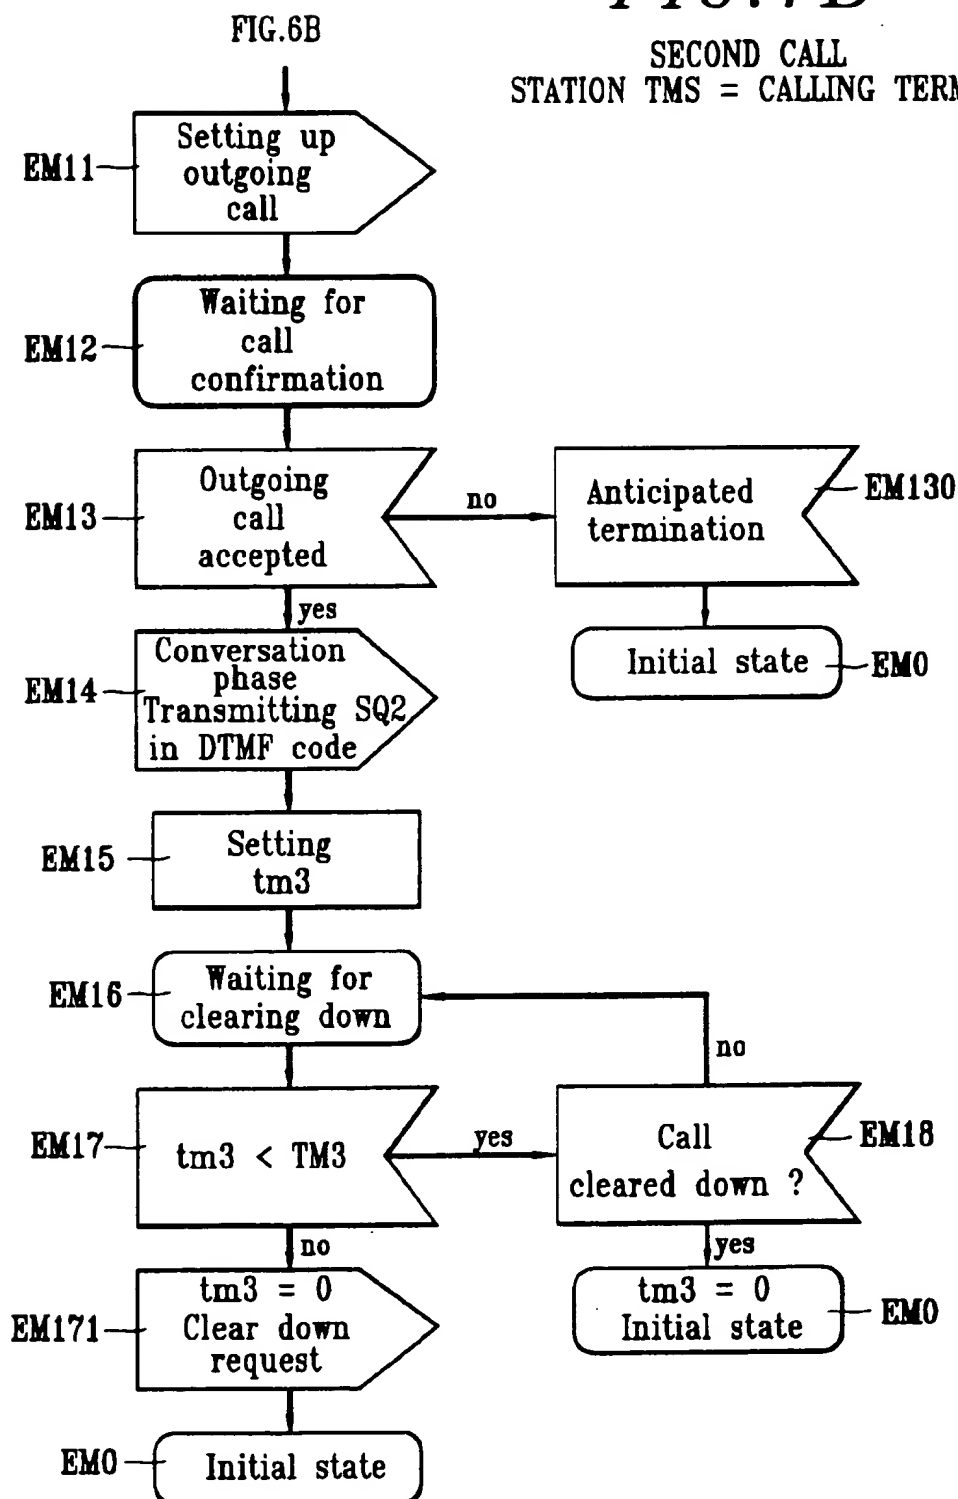 FIG.7B
FIG.6B
SECOND CALL
STATION TMS = CALLING TERM
Setting up
outgoing
call
EM11
Waiting for
call
confirmation
EM12
Outgoing
call
accepted
EM13
no
Anticipated
termination
EM130
yes
Initial state
EM0
Conversation
phase
Transmitting SQ2
in DTMF code
EM14
Setting
tm3
EM15
Waiting for
clearing down
EM16
no
tm3 < TM3
EM17
yes
Call
cleared down ?
EM18
no
yes
tm3 = 0
Clear down
request
EM171
tm3 = 0
Initial state
EM0
EM0
Initial state